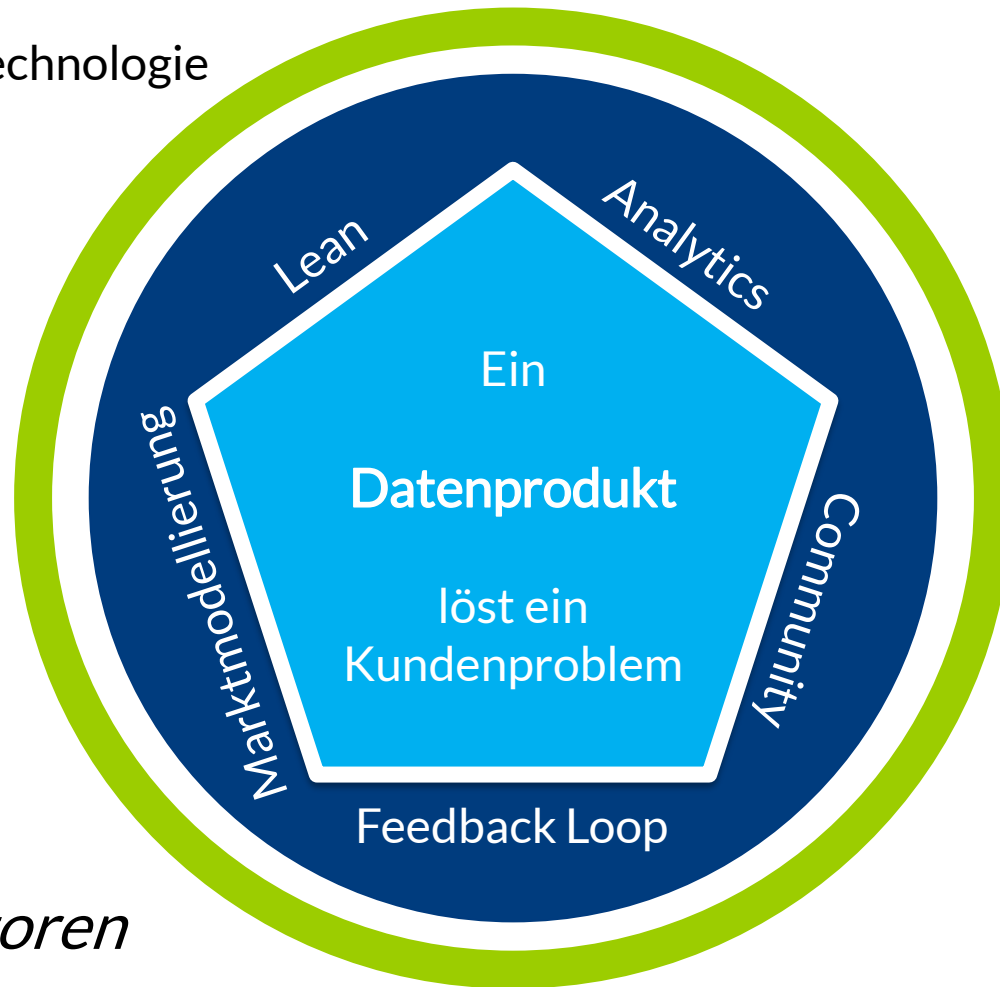 echnologie
Analytics
Lean
Ein
Datenprodukt
löst ein
Kundenproblem
Marktmodellierung
Community
Feedback Loop
oren